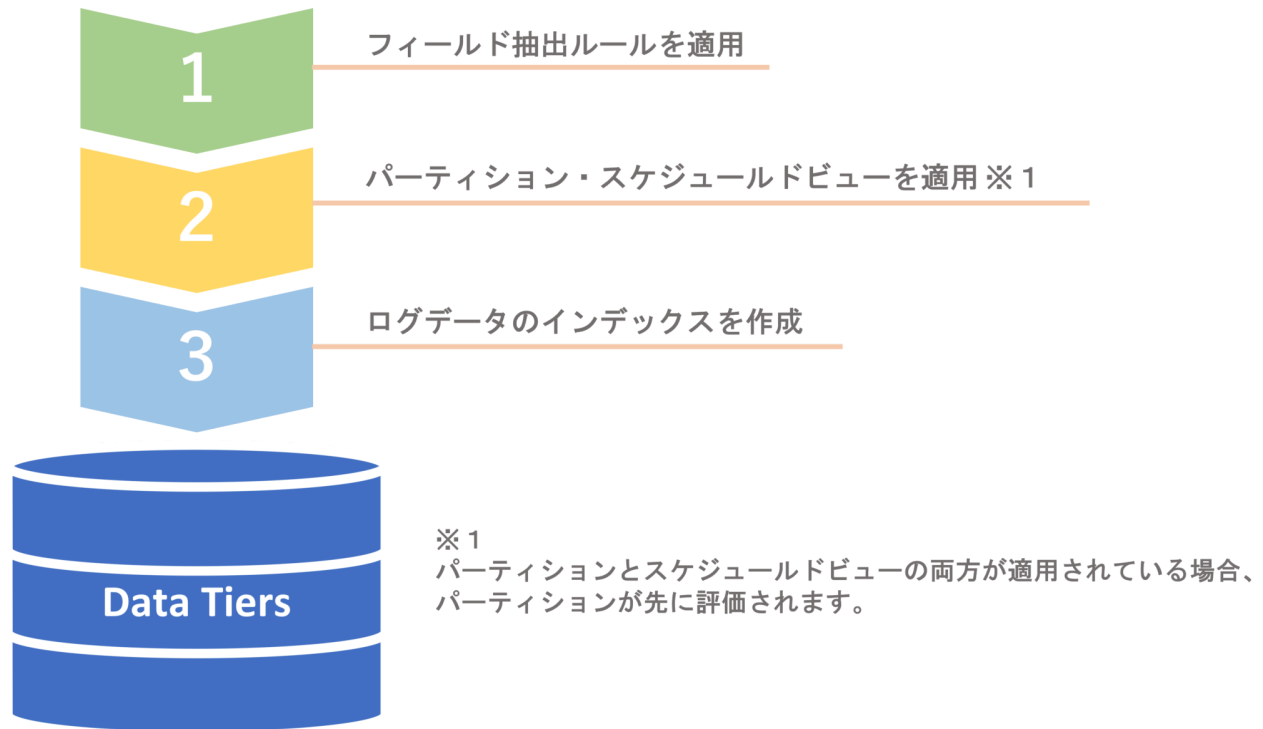 1
フィールド抽出ルールを適用
2
パーティション・スケジュールドビューを適用※1
3
ログデータのインデックスを作成
Data Tiers
※1
パーティションとスケジュールドビューの両方が適用されている場合、
パーティションが先に評価されます。